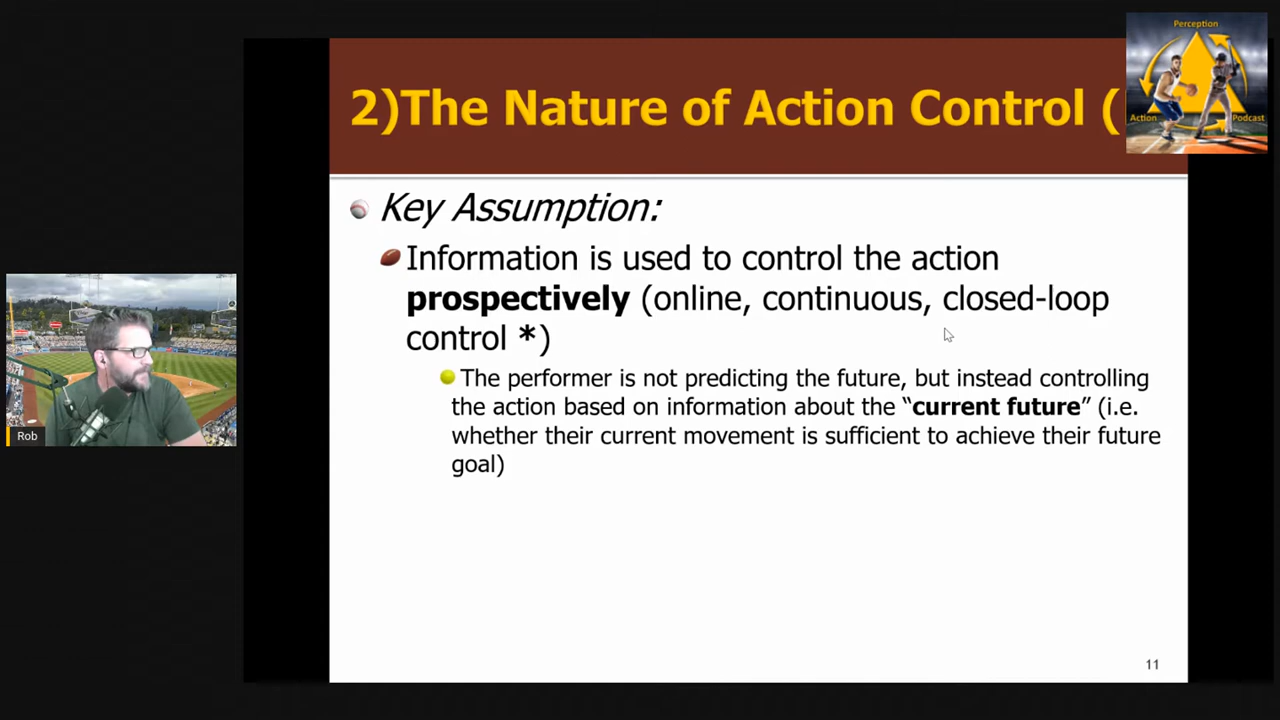 2)The Nature of Action Control (
Perception
Action
Podcast
Key Assumption:
Information is used to control the action
prospectively (online, continuous, closed-loop
control *)
The performer is not predicting the future, but instead controlling
the action based on information about the “current future” (i.e.
whether their current movement is sufficient to achieve their future
goal)
Rob
11